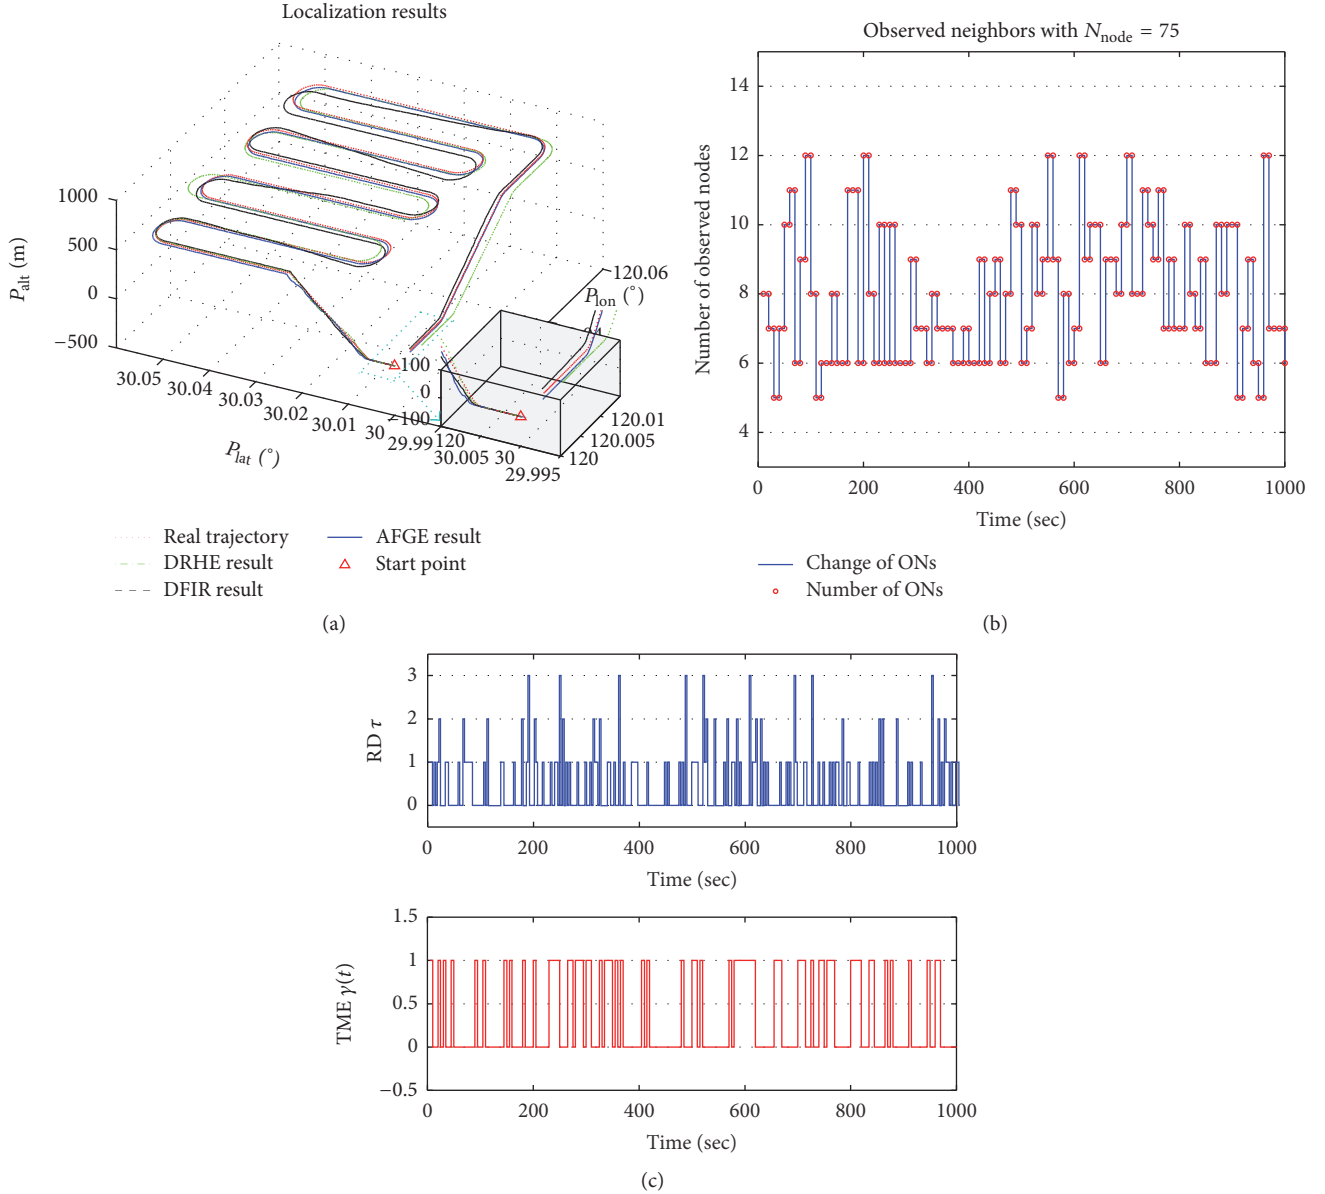 Localization results
1000
500
0
−500
P_alt (m)
30.05
30.04
30.03
30.02
30.01
30
29.99
P_lat (°)
120.06
P_lon (°)
100
0
−100
120
30.005
30
29.995
120
120.005
120.01
Real trajectory
DRHE result
DFIR result
AFGE result
Start point
(a)
Observed neighbors with N_node = 75
14
12
10
8
6
4
Number of observed nodes
0 200 400 600 800 1000
Time (sec)
Change of ONs
Number of ONs
(b)
3
2
1
0
RD τ
0 200 400 600 800 1000
Time (sec)
1.5
1
0.5
0
−0.5
TME γ(t)
0 200 400 600 800 1000
Time (sec)
(c)